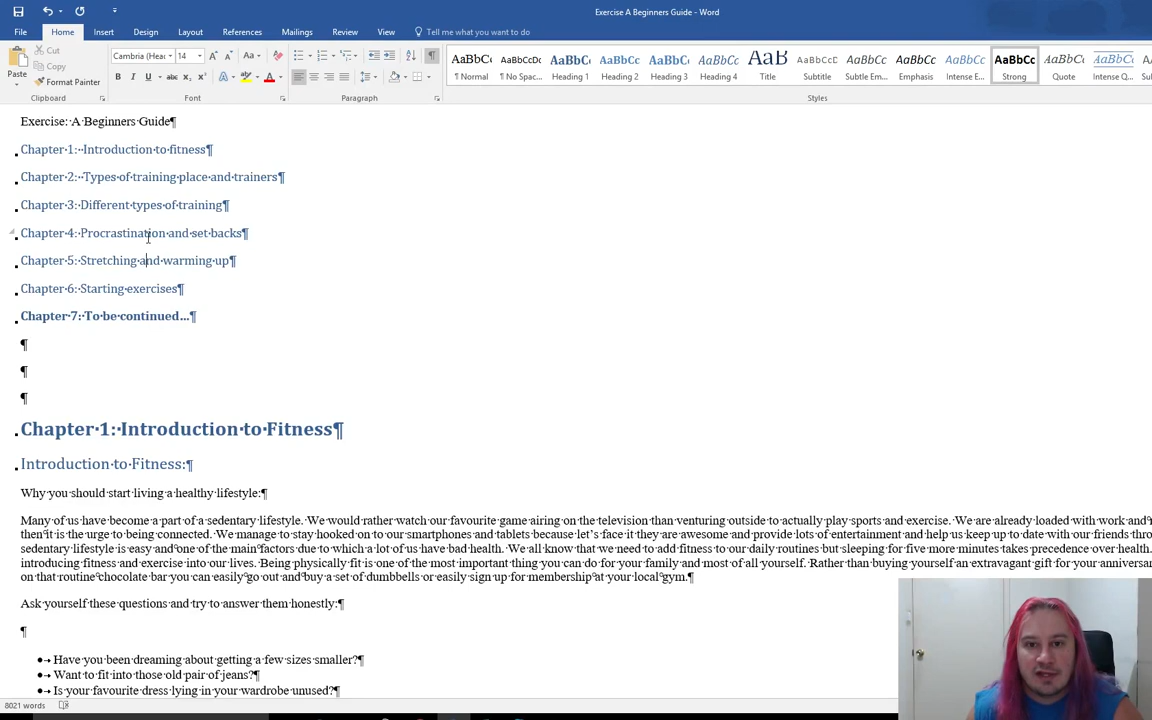 Exercise A Beginners Guide - Word
File Home Insert Design Layout References Mailings Review View Tell me what you want to do
Paste
Cut
Copy
Format Painter
Clipboard
Cambria (Hea 14 Aa
B I U abc x₂ x² A A
Font
Paragraph
AaBbCc AaBbCcDc AaBbC AaBbCc AaBbC AaBbCc AaB AaBbCcD AaBbCc AaBbCc AaBbCc AaBbCc AaBbCc AaBbCc
¶ Normal ¶ No Spac... Heading 1 Heading 2 Heading 3 Heading 4 Title Subtitle Subtle Em... Emphasis Intense E... Strong Quote Intense Q...
Styles
Exercise: A Beginners Guide¶
Chapter 1: Introduction to fitness¶
Chapter 2: Types of training place and trainers¶
Chapter 3: Different types of training¶
Chapter 4: Procrastination and set backs¶
Chapter 5: Stretching and warming up¶
Chapter 6: Starting exercises¶
Chapter 7: To be continued...¶
¶
¶
¶
Chapter 1: Introduction to Fitness¶
Introduction to Fitness:¶
Why you should start living a healthy lifestyle:¶
Many of us have become a part of a sedentary lifestyle. We would rather watch our favourite game airing on the television than venturing outside to actually play sports and exercise. We are already loaded with work and
then it is the urge to being connected. We manage to stay hooked on to our smartphones and tablets because let's face it they are awesome and provide lots of entertainment and help us keep up to date with our friends
sedentary lifestyle is easy and one of the main factors due to which a lot of us have bad health. We all know that we need to add fitness to our daily routines but sleeping for five more minutes takes precedence over health.
introducing fitness and exercise into our lives. Being physically fit is one of the most important thing you can do for your family and most of all yourself. Rather than buying yourself an extravagant gift for your
on that routine chocolate bar you can easily go out and buy a set of dumbbells or easily sign up for membership at your local gym.¶
Ask yourself these questions and try to answer them honestly:¶
¶
• Have you been dreaming about getting a few sizes smaller?¶
• Want to fit into those old pair of jeans?¶
• Is your favourite dress lying in your wardrobe unused?¶
8021 words